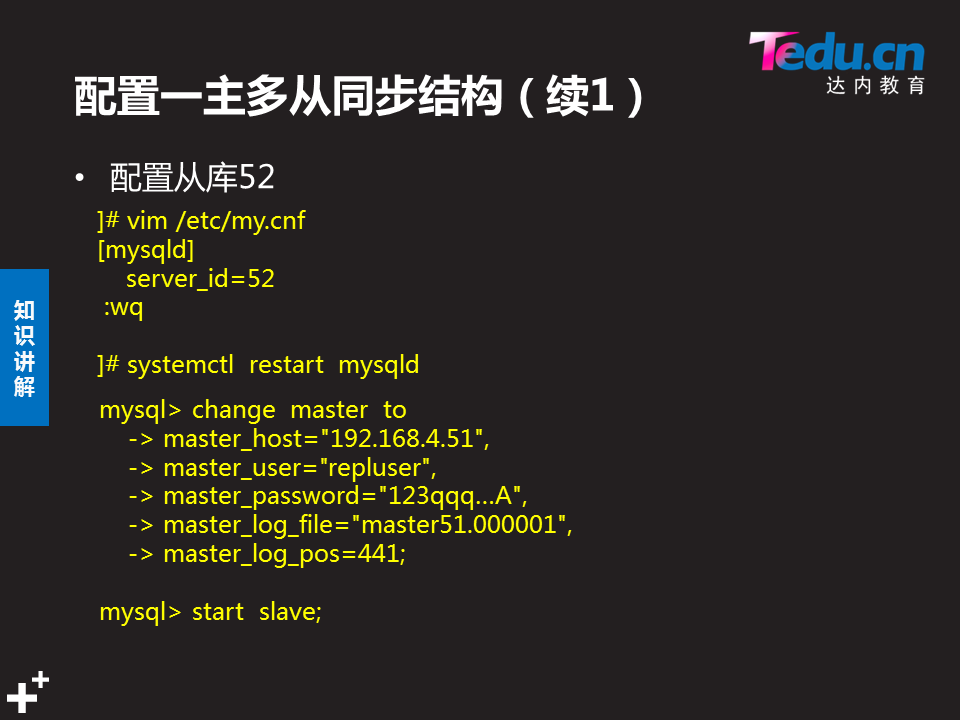 Tedu.cn
达内教育
配置一主多从同步结构（续1）
• 配置从库52
]# vim /etc/my.cnf
[mysqld]
server_id=52
:wq
]# systemctl restart mysqld
mysql> change master to
-> master_host="192.168.4.51",
-> master_user="repluser",
-> master_password="123qqq…A",
-> master_log_file="master51.000001",
-> master_log_pos=441;
mysql> start slave;
知识讲解